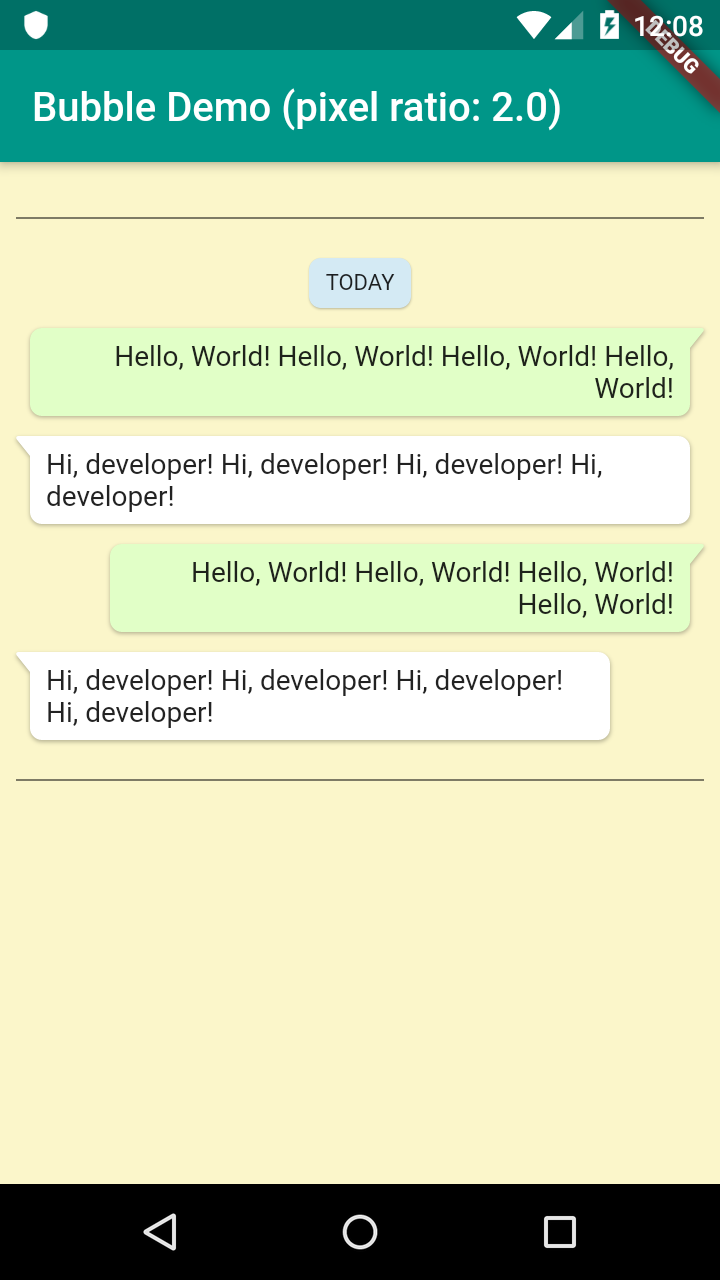 12:08
DEBUG
Bubble Demo (pixel ratio: 2.0)
TODAY
Hello, World! Hello, World! Hello, World! Hello,
World!
Hi, developer! Hi, developer! Hi, developer! Hi,
developer!
Hello, World! Hello, World! Hello, World!
Hello, World!
Hi, developer! Hi, developer! Hi, developer!
Hi, developer!